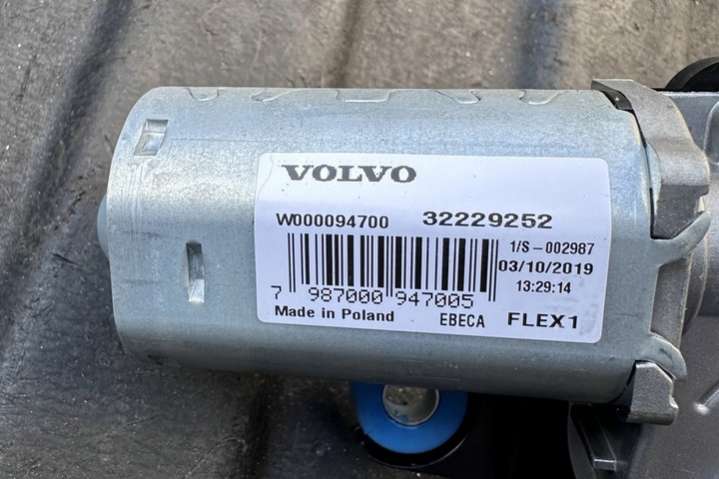 VOLVO
W000094700 32229252
1/S-002987
03/10/2019
13:29:14
7 987000 947005
Made in Poland EBECA FLEX1